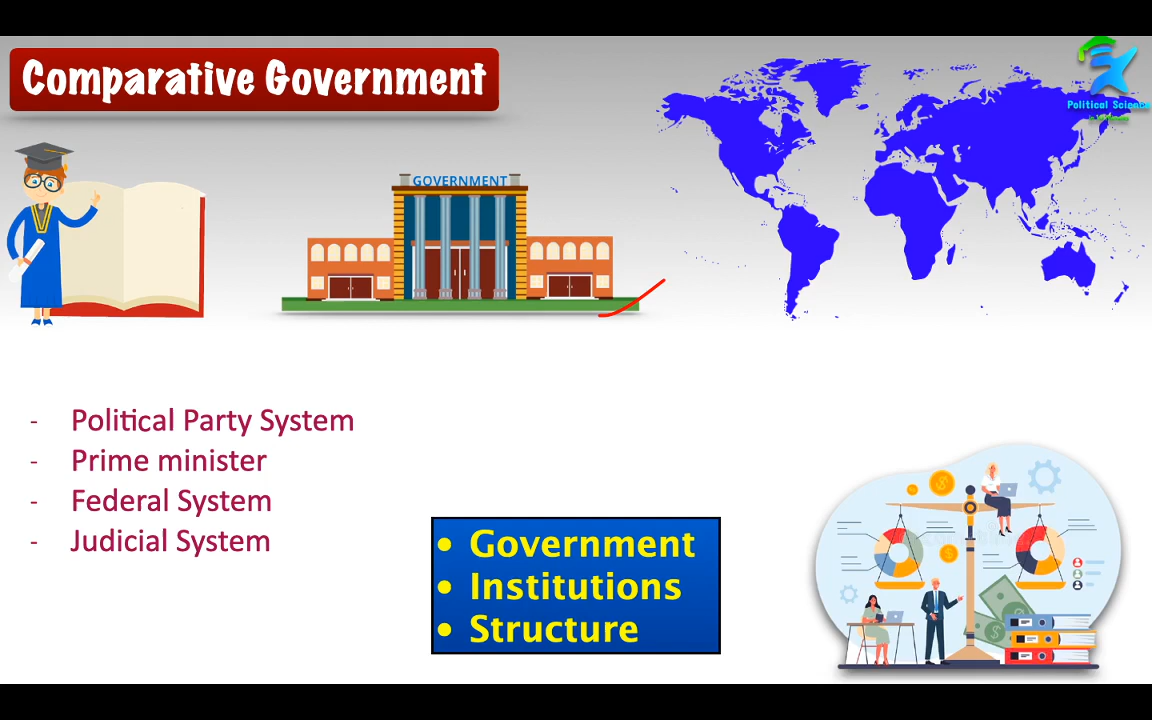 Comparative Government
Political Science
GOVERNMENT
- Political Party System
- Prime minister
- Federal System
- Judicial System
• Government
• Institutions
• Structure